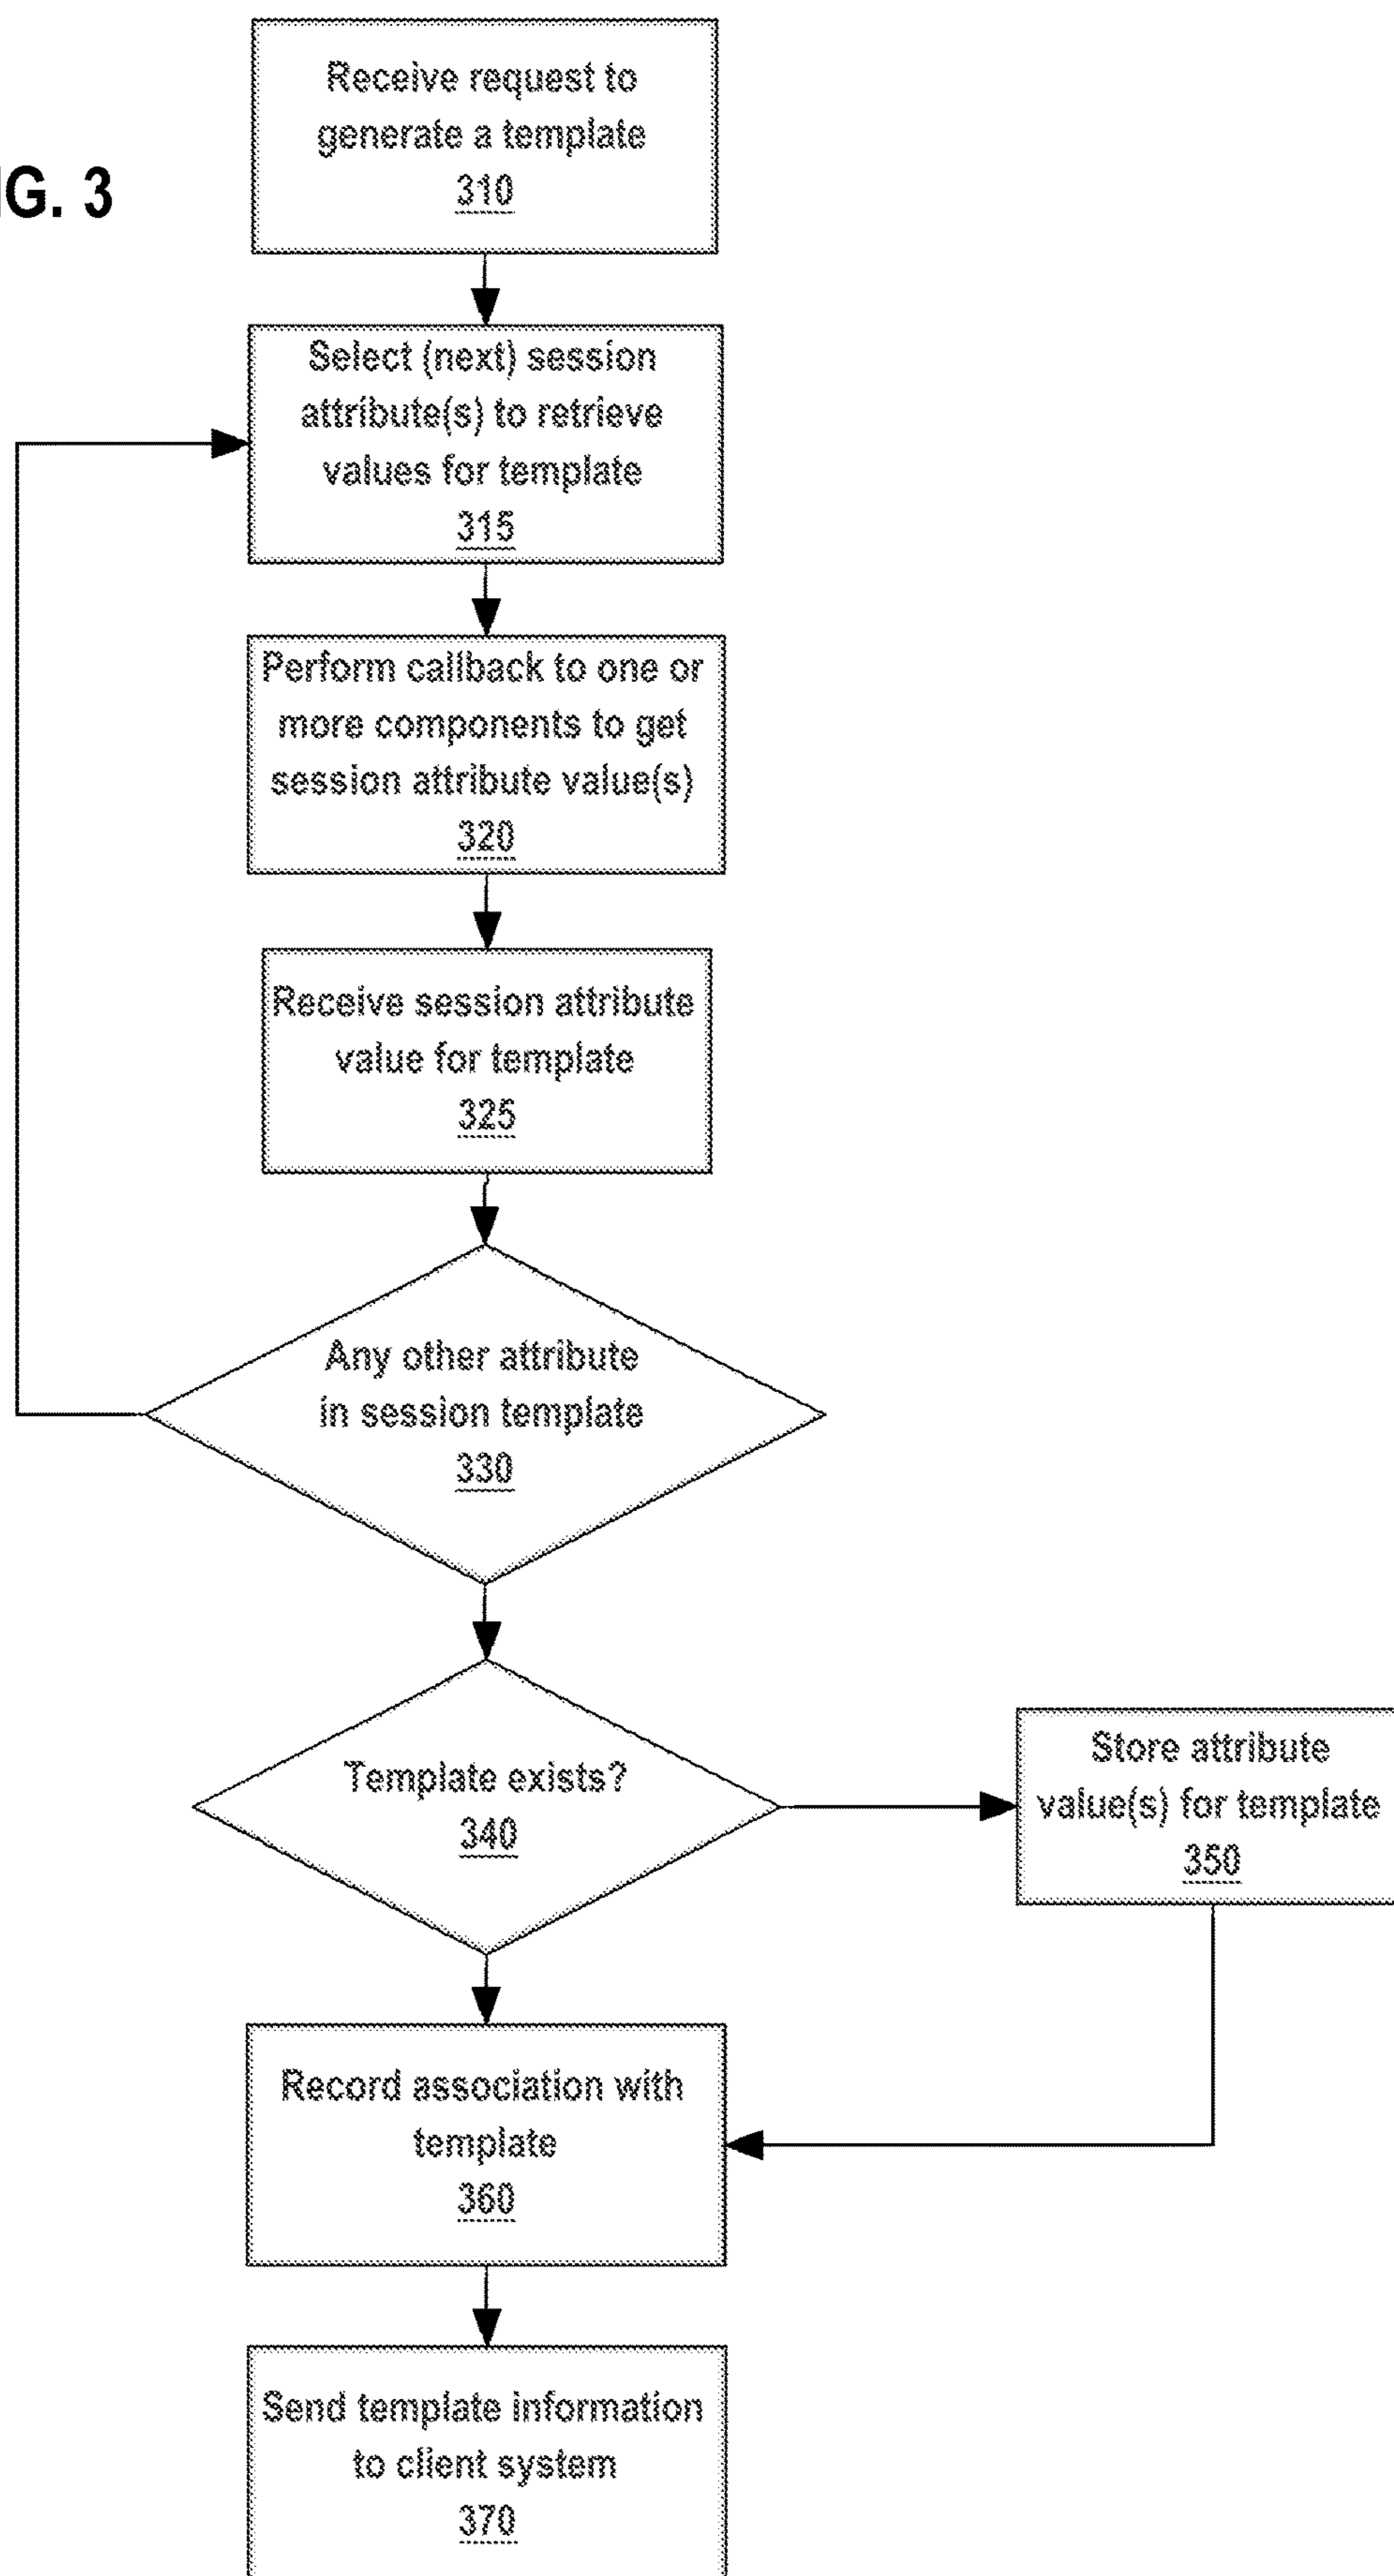 IG. 3
Receive request to
generate a template
310
Select (next) session
attribute(s) to retrieve
values for template
315
Perform callback to one or
more components to get
session attribute value(s)
320
Receive session attribute
value for template
325
Any other attribute
in session template
330
Template exists?
340
Store attribute
value(s) for template
350
Record association with
template
360
Send template information
to client system
370